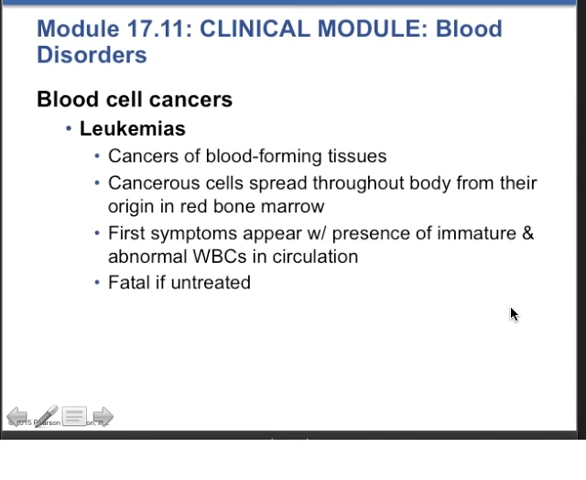 Module 17.11: CLINICAL MODULE: Blood
Disorders
Blood cell cancers
• Leukemias
• Cancers of blood-forming tissues
• Cancerous cells spread throughout body from their
origin in red bone marrow
• First symptoms appear w/ presence of immature &
abnormal WBCs in circulation
• Fatal if untreated
2015